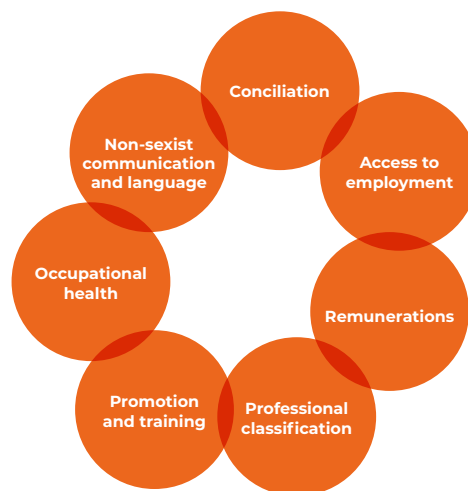 Conciliation
Access to
employment
Remunerations
Professional
classification
Promotion
and training
Occupational
health
Non-sexist
communication
and language